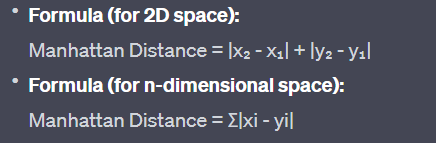 • Formula (for 2D space):
Manhattan Distance = |x₂ - x₁| + |y₂ - y₁|
• Formula (for n-dimensional space):
Manhattan Distance = Σ|xi - yi|